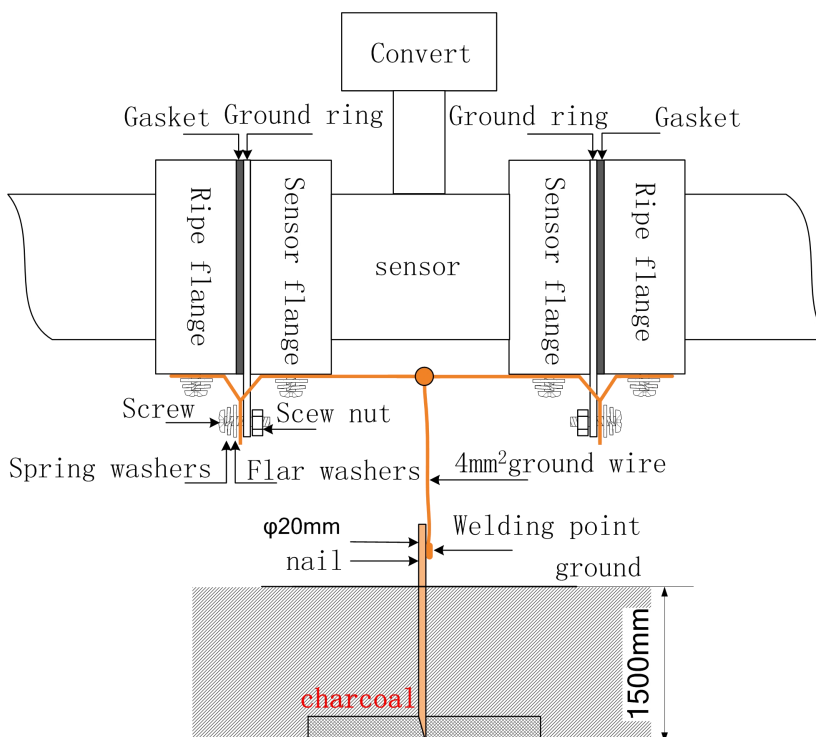 Convert
Gasket
Ground ring
Ground ring
Gasket
Ripe flange
Sensor flange
sensor
Sensor flange
Ripe flange
Screw
Scew nut
Spring washers
Flar washers
4mm²ground wire
φ20mm
Welding point
nail
ground
1500mm
charcoal